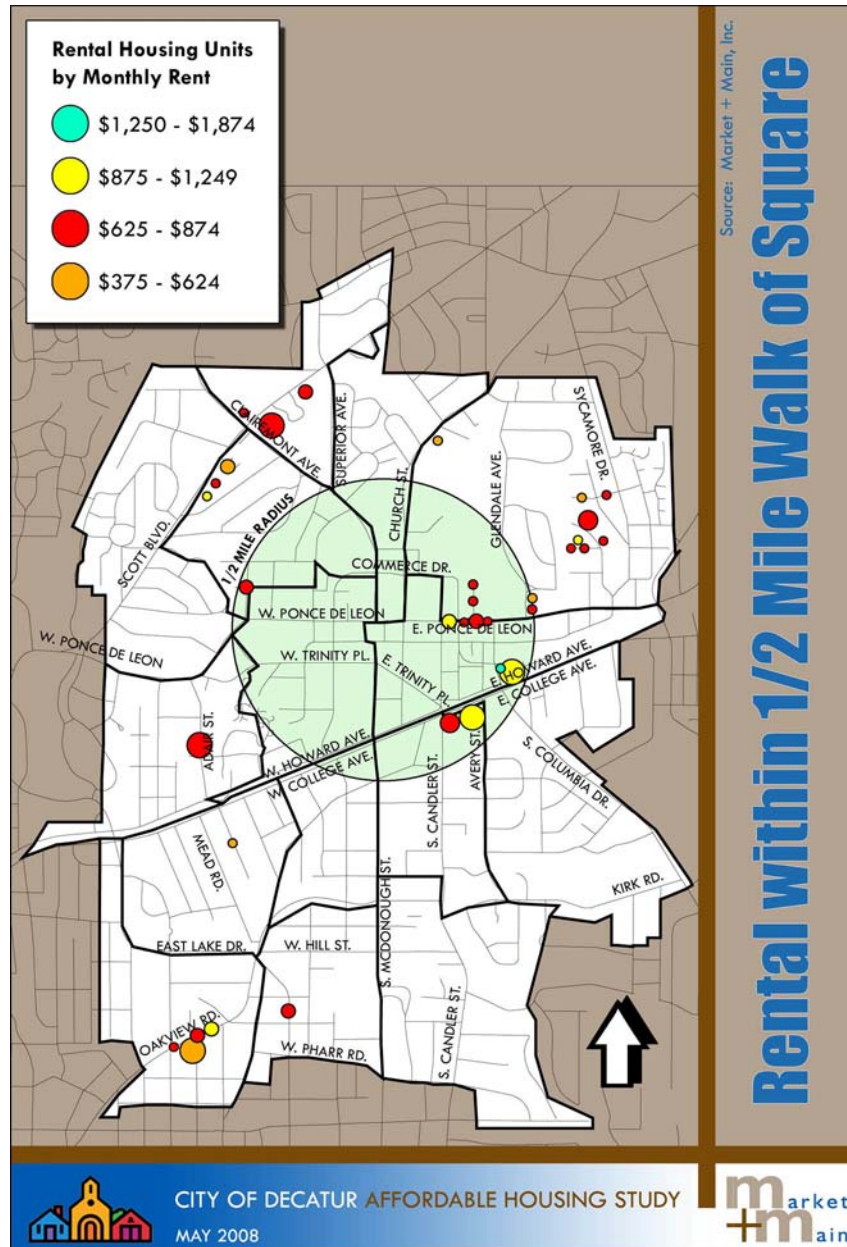 Rental Housing Units
by Monthly Rent
$1,250 - $1,874
$875 - $1,249
$625 - $874
$375 - $624
Source: Market + Main, Inc.
Rental within 1/2 Mile Walk of Square
SYCAMORE DR.
CLAIREMONT AVE.
SUPERIOR AVE.
CHURCH ST.
GLENDALE AVE.
SCOTT BLVD.
1/2 MILE RADIUS
COMMERCE DR.
W. PONCE DE LEON
E. PONCE DE LEON
W. PONCE DE LEON
W. TRINITY PL.
E. TRINITY PL.
E. HOWARD AVE.
E. COLLEGE AVE.
ADAIR ST.
W. HOWARD AVE.
W. COLLEGE AVE.
S. CANDLER ST.
AVERY ST.
S. COLUMBIA DR.
MEAD RD.
KIRK RD.
S. MCDONOUGH ST.
EAST LAKE DR.
W. HILL ST.
OAKVIEW RD.
W. PHARR RD.
S. CANDLER ST.
CITY OF DECATUR AFFORDABLE HOUSING STUDY
MAY 2008
market
+main